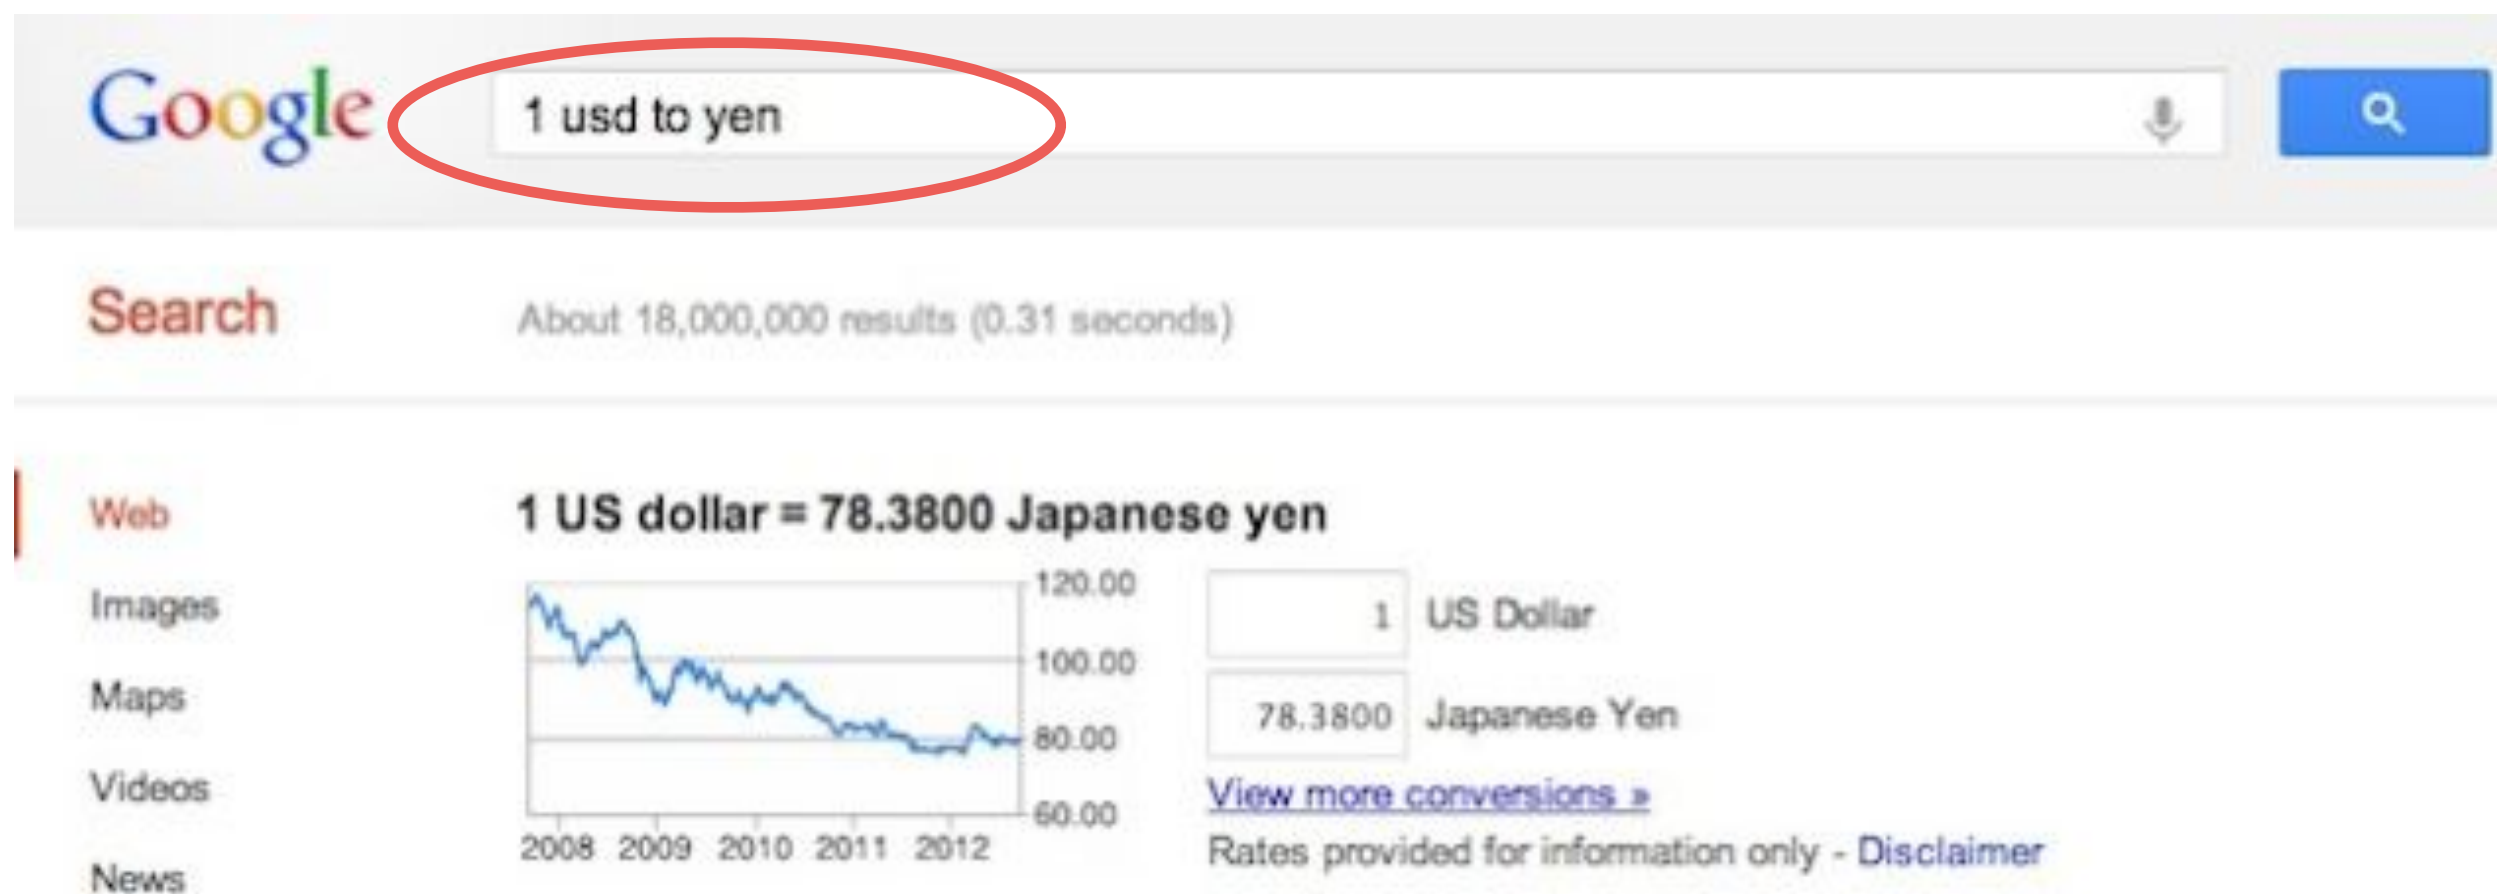 Google
1 usd to yen
Search
About 18,000,000 results (0.31 seconds)
Web
Images
Maps
Videos
News
1 US dollar = 78.3800 Japanese yen
120.00
100.00
80.00
60.00
2008 2009 2010 2011 2012
1 US Dollar
78.3800 Japanese Yen
View more conversions »
Rates provided for information only - Disclaimer